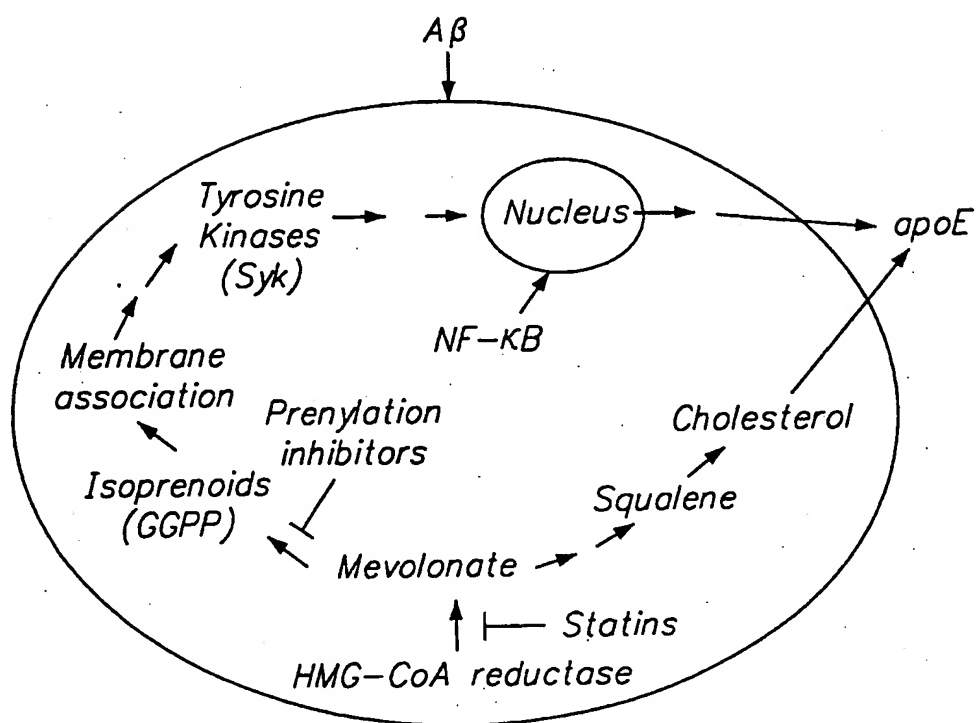 Aβ
Tyrosine
Kinases
(Syk)
Nucleus
apoE
NF-κB
Membrane
association
Prenylation
inhibitors
Cholesterol
Isoprenoids
(GGPP)
Squalene
Mevolonate
Statins
HMG-CoA reductase